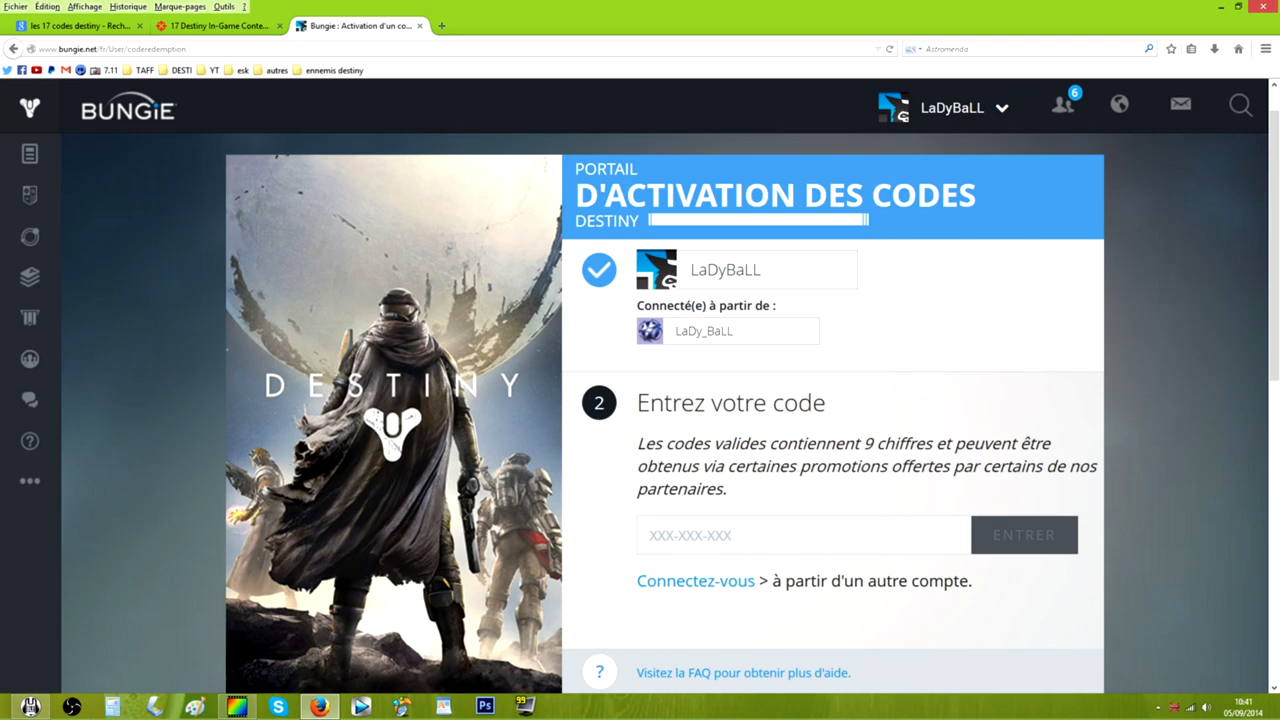 Fichier Édition Affichage Historique Marque-pages Outils ?
les 17 codes destiny - Rech... × 17 Destiny In-Game Conte... × Bungie : Activation d'un co... × +
www.bungie.net/fr/User/coderedemption
Astromenda
7.11 TAFF DESTI YT esk autres ennemis destiny
BUNGiE
LaDyBaLL
6
PORTAIL
D'ACTIVATION DES CODES
DESTINY
LaDyBaLL
Connecté(e) à partir de :
LaDy_BaLL
DESTINY
2 Entrez votre code
Les codes valides contiennent 9 chiffres et peuvent être
obtenus via certaines promotions offertes par certains de nos
partenaires.
XXX-XXX-XXX ENTRER
Connectez-vous > à partir d'un autre compte.
? Visitez la FAQ pour obtenir plus d'aide.
Ps
99
10:41
05/09/2014